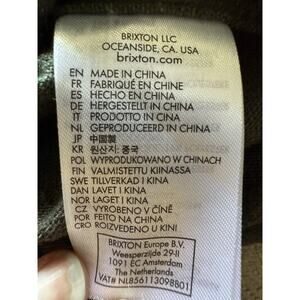 BRIXTON LLC
OCEANSIDE, CA. USA
brixton.com
EN MADE IN CHINA
FR FABRIQUÉ EN CHINE
ES HECHO EN CHINA
DE HERGESTELLT IN CHINA
IT PRODOTTO IN CINA
NL GEPRODUCEERD IN CHINA
JP 中国製
KR 원산지: 중국
POL WYPRODUKOWANO W CHINACH
FIN VALMISTETTU KIINASSA
SWE TILLVERKAD I KINA
DAN LAVET I KINA
NOR LAGET I KINA
CZ VYROBENO V ČÍNĚ
POR FEITO NA CHINA
CRO ROIZVEDENO U KINI
BRIXTON Europe B.V.
Weesperzijde 29-II
1091 EC Amsterdam
The Netherlands
VAT# NL856113098B01